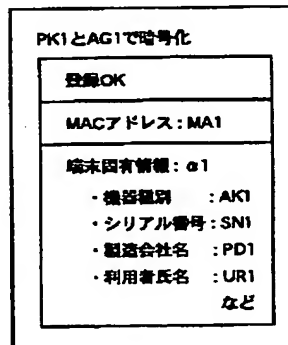 PK1とAG1で暗号化
登録OK
MACアドレス：MA1
端末固有情報：α1
・機器種別　：AK1
・シリアル番号：SN1
・製造会社名　：PD1
・利用者氏名　：UR1
など